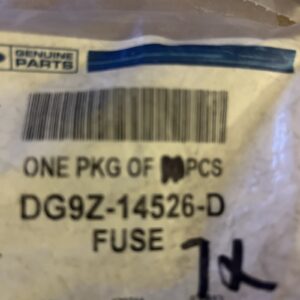 GENUINE
PARTS
ONE PKG OF PCS
DG9Z-14526-D
FUSE